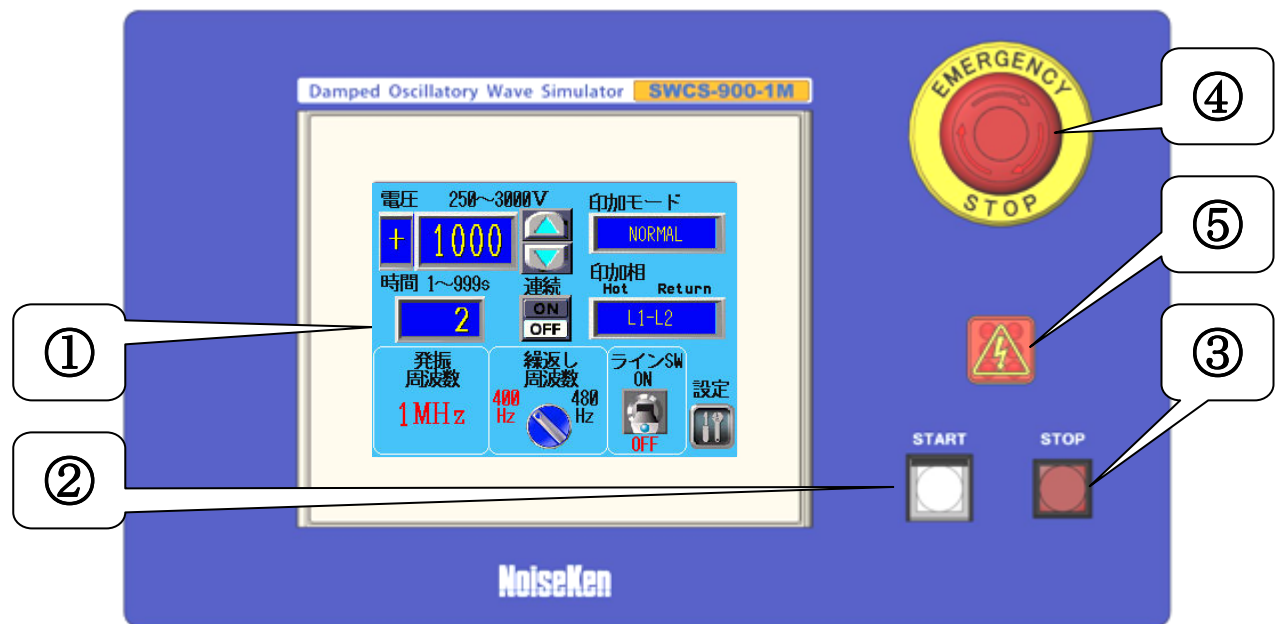 Damped Oscillatory Wave Simulator SWCS-900-1M
電圧 250～3000V
+ 1000
時間 1～999s
2
連続
ON
OFF
印加モード
NORMAL
印加相
Hot Return
L1-L2
発振
周波数
1MHz
繰返し
周波数
400
Hz
480
Hz
ラインSW
ON
OFF
設定
NoiseKen
EMERGENCY
STOP
START
STOP
①
②
④
⑤
③